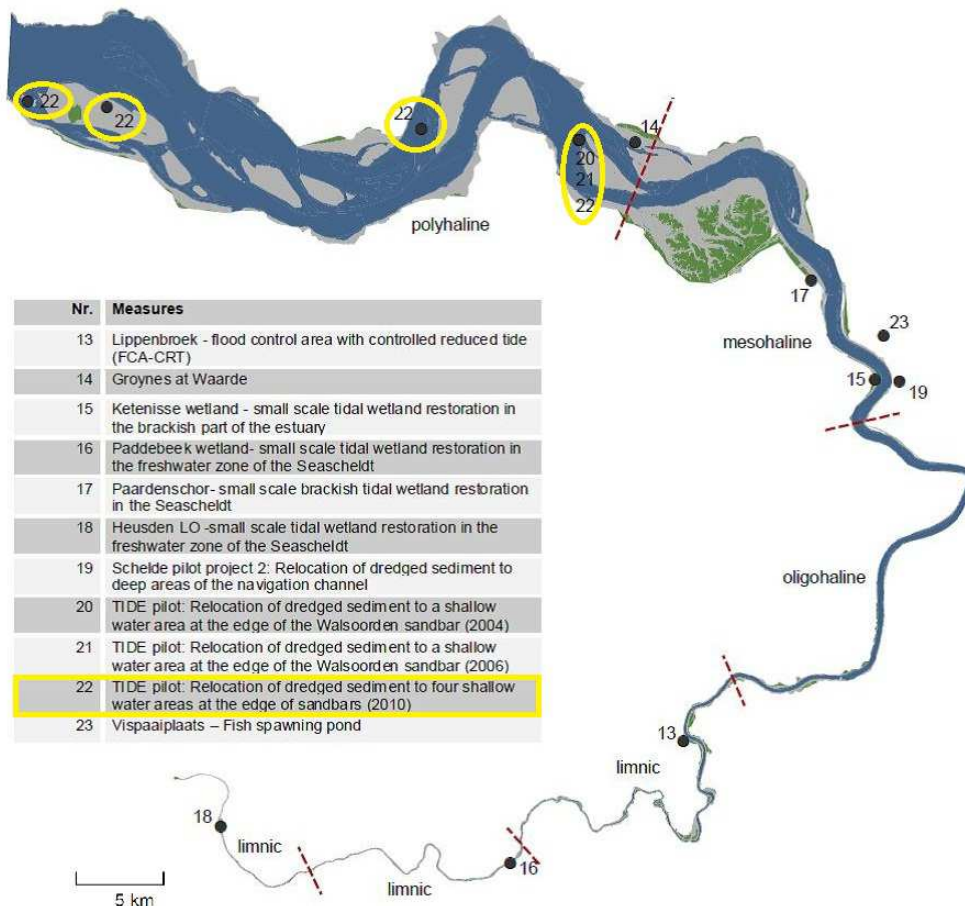 22
22
22
20
21
22
14
polyhaline
17
23
mesohaline
15
19
oligohaline
Nr. Measures
13 Lippenbroek - flood control area with controlled reduced tide
(FCA-CRT)
14 Groynes at Waarde
15 Ketenisse wetland - small scale tidal wetland restoration in
the brackish part of the estuary
16 Paddebeek wetland- small scale tidal wetland restoration in
the freshwater zone of the Seascheldt
17 Paardenschor- small scale brackish tidal wetland restoration
in the Seascheldt
18 Heusden LO -small scale tidal wetland restoration in the
freshwater zone of the Seascheldt
19 Schelde pilot project 2: Relocation of dredged sediment to
deep areas of the navigation channel
20 TIDE pilot: Relocation of dredged sediment to a shallow
water area at the edge of the Walsoorden sandbar (2004)
21 TIDE pilot: Relocation of dredged sediment to a shallow
water area at the edge of the Walsoorden sandbar (2006)
22 TIDE pilot: Relocation of dredged sediment to four shallow
water areas at the edge of sandbars (2010)
23 Vispaaiplaats – Fish spawning pond
13
limnic
18
limnic
16
limnic
5 km